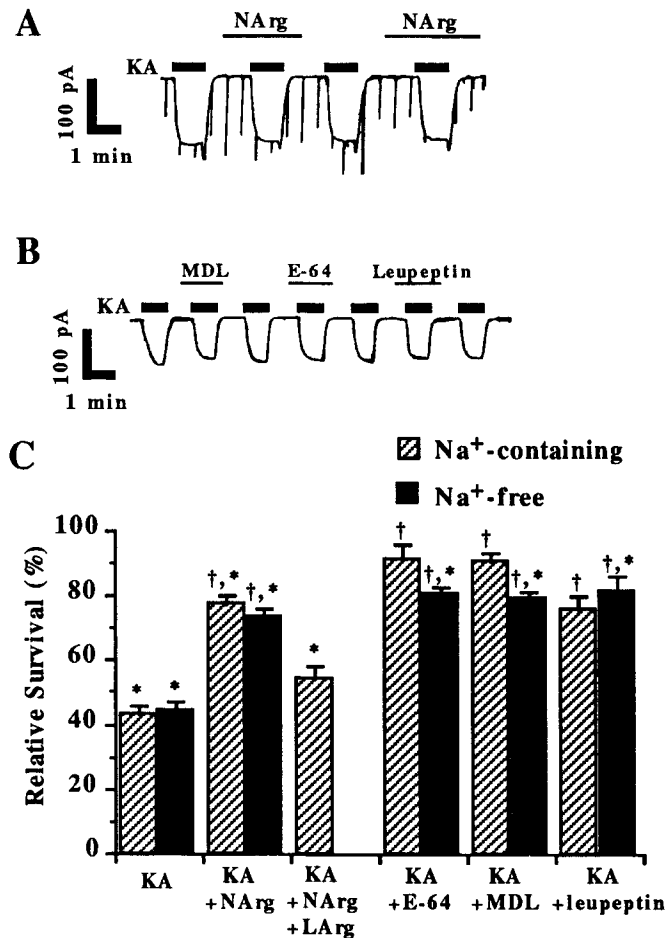 A
NArg NArg
KA
100 pA
1 min
B
MDL E-64 Leupeptin
KA
100 pA
1 min
C
Na+-containing
Na+-free
Relative Survival (%)
100
80
60
40
20
0
* *
†,* †,*
*
† †,*
† †,*
† †,*
KA KA KA KA KA KA
+NArg +NArg +E-64 +MDL +leupeptin
+LArg